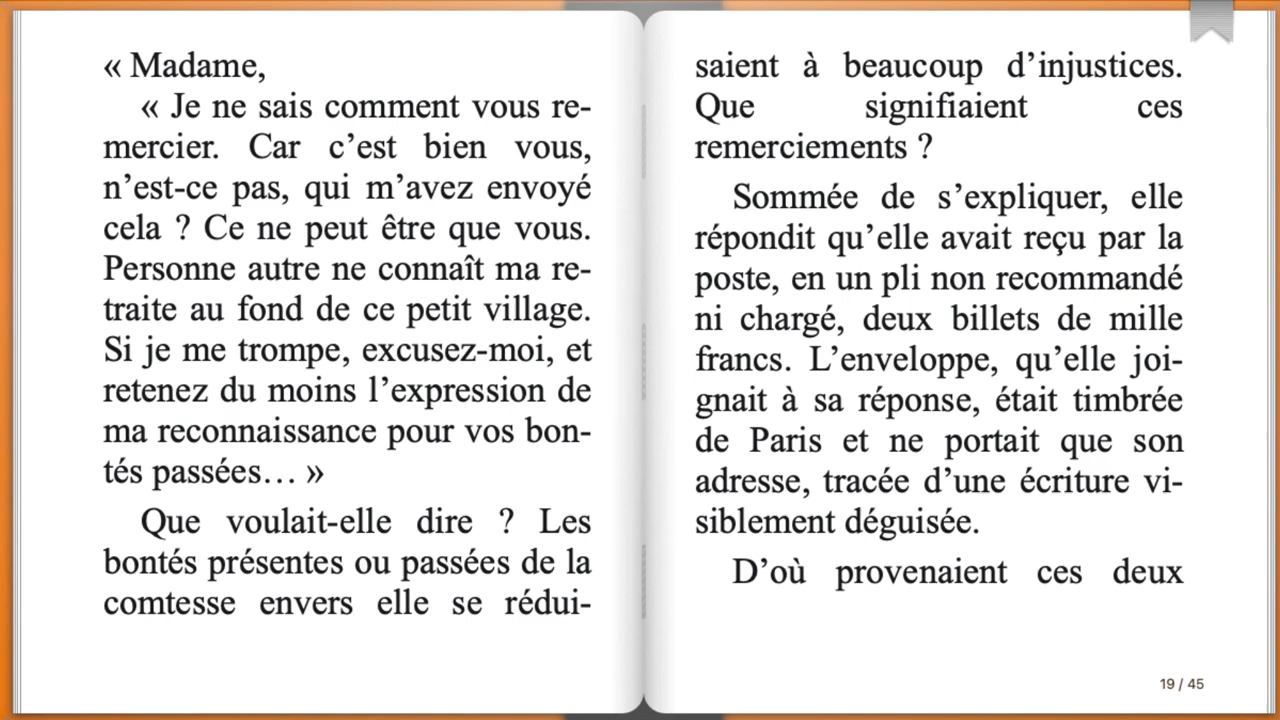 « Madame,
« Je ne sais comment vous re-
mercier. Car c’est bien vous,
n’est-ce pas, qui m’avez envoyé
cela ? Ce ne peut être que vous.
Personne autre ne connaît ma re-
traite au fond de ce petit village.
Si je me trompe, excusez-moi, et
retenez du moins l’expression de
ma reconnaissance pour vos bon-
tés passées… »
Que voulait-elle dire ? Les
bontés présentes ou passées de la
comtesse envers elle se rédui-
saient à beaucoup d’injustices.
Que signifiaient ces
remerciements ?
Sommée de s’expliquer, elle
répondit qu’elle avait reçu par la
poste, en un pli non recommandé
ni chargé, deux billets de mille
francs. L’enveloppe, qu’elle joi-
gnait à sa réponse, était timbrée
de Paris et ne portait que son
adresse, tracée d’une écriture vi-
siblement déguisée.
D’où provenaient ces deux
19 / 45